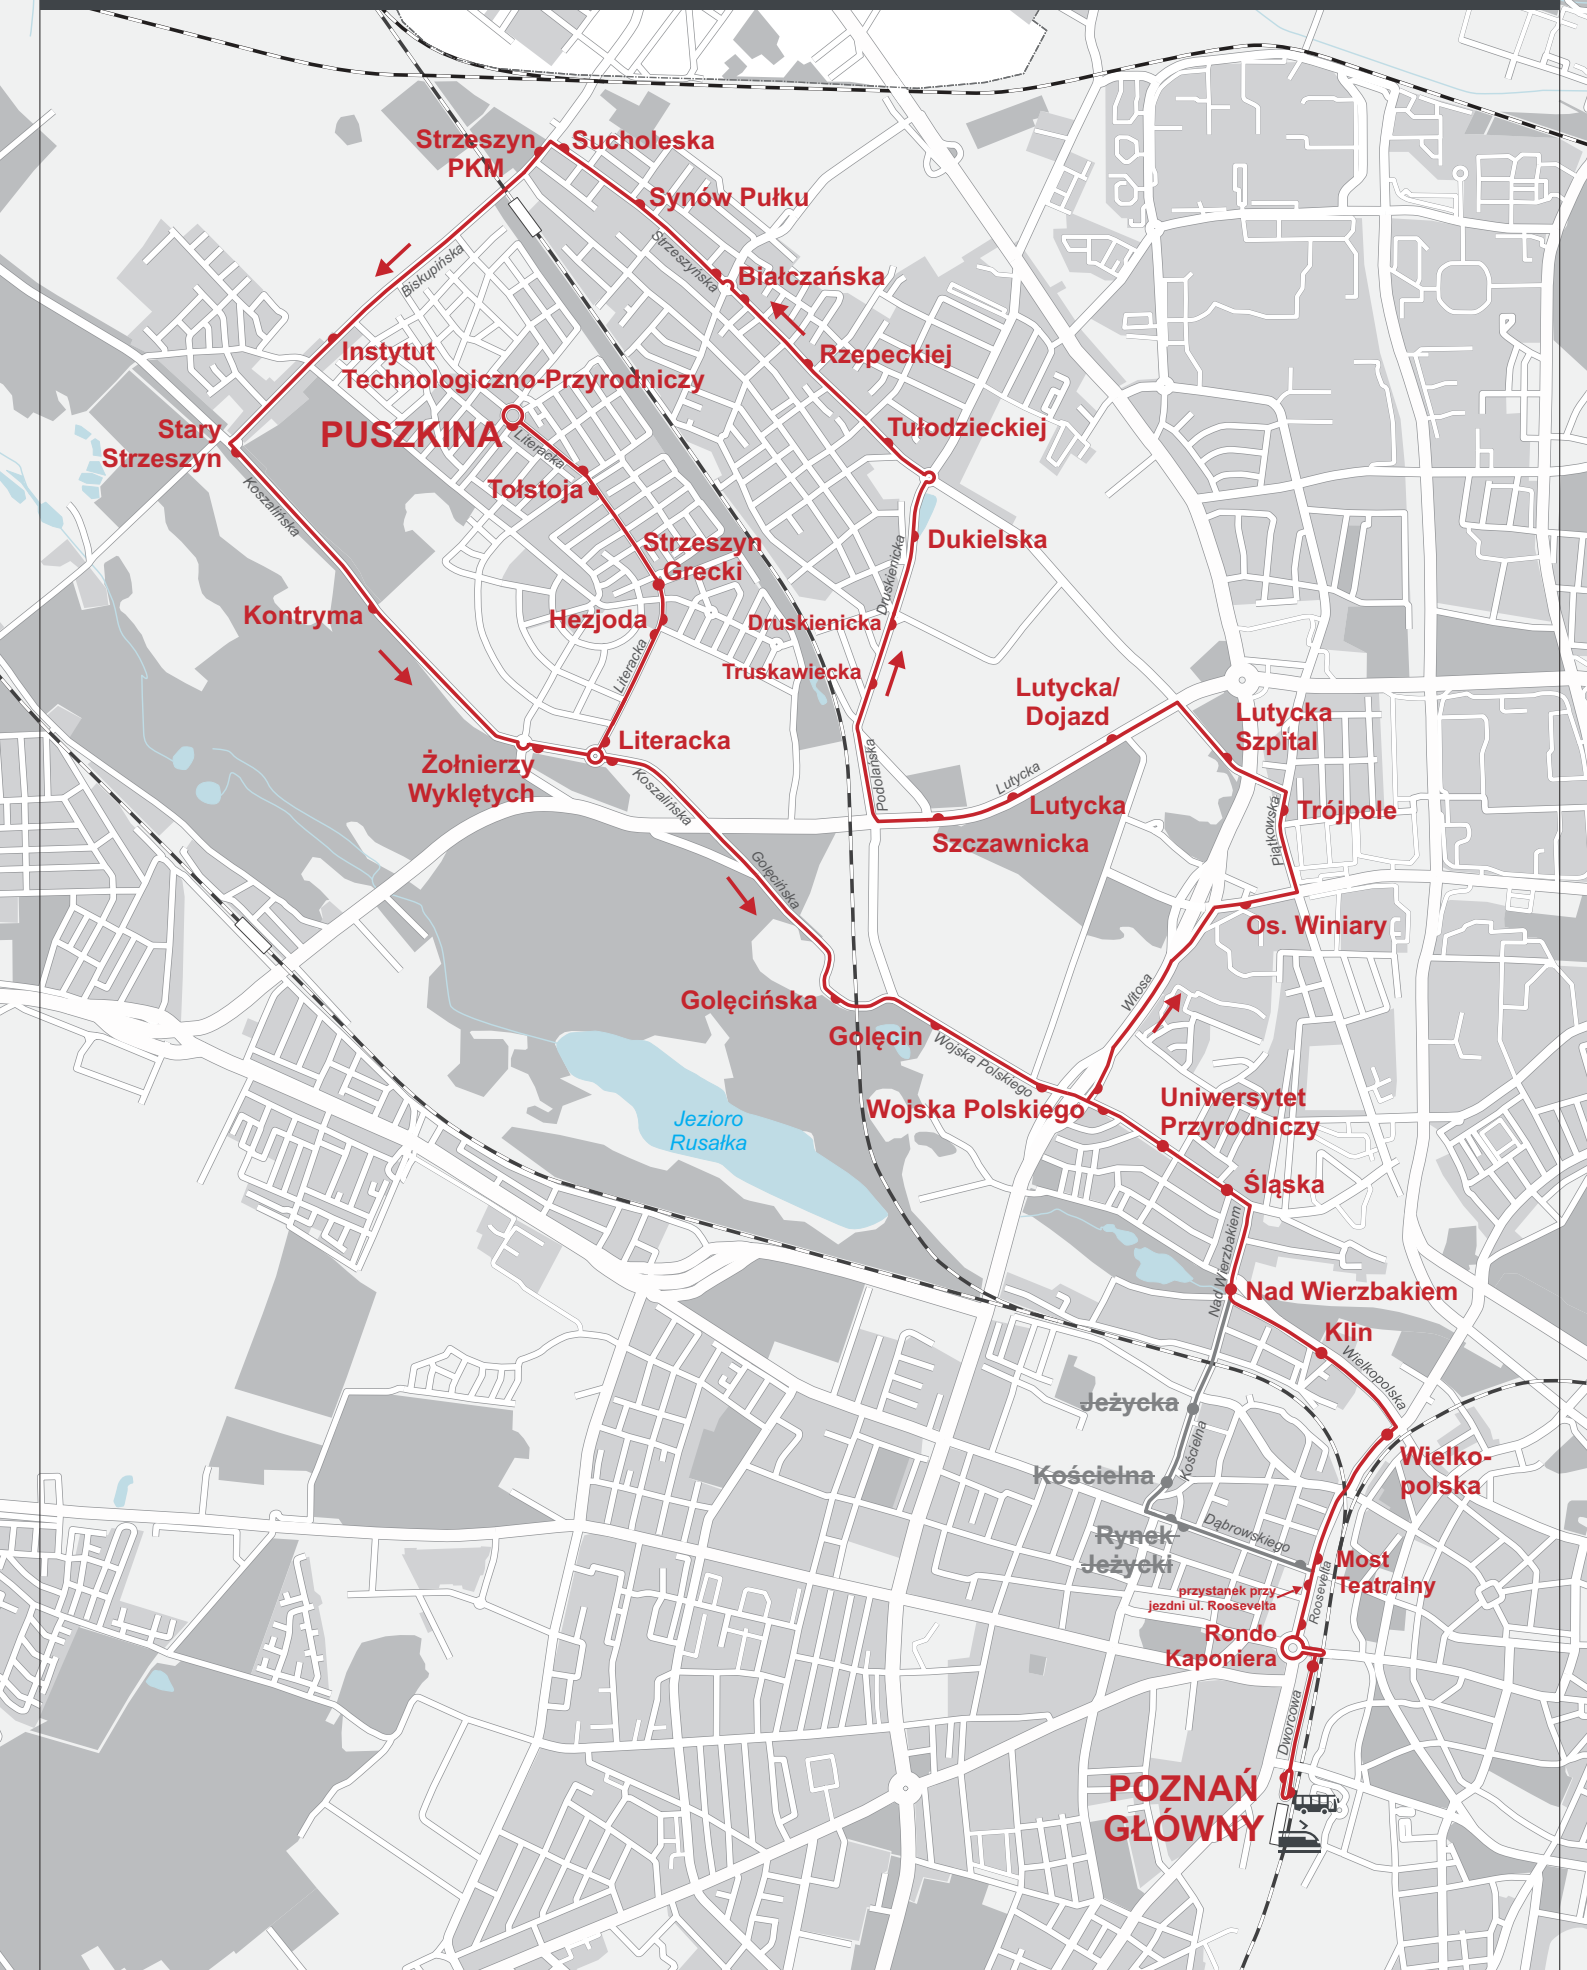 Strzeszyn
PKM
Sucholeska
Synów Pułku
Strzeszyńska
Białczańska
Biskupińska
Instytut
Technologiczno-Przyrodniczy
Rzepeckiej
PUSZKINA
Literacka
Stary
Strzeszyn
Tułodzieckiej
Tołstoja
Koszalińska
Strzeszyn
Grecki
Dukielska
Druskienicka
Kontryma
Hezjoda
Druskienicka
Literacka
Truskawiecka
Lutycka/
Dojazd
Lutycka
Szpital
Literacka
Żołnierzy
Wyklętych
Koszalińska
Podolańska
Lutycka
Lutycka
Trójpole
Piątkowska
Szczawnicka
Golęcińska
Os. Winiary
Witosa
Golęcińska
Golęcin
Wojska Polskiego
Wojska Polskiego
Uniwersytet
Przyrodniczy
Jezioro
Rusałka
Śląska
Nad Wierzbakiem
Nad Wierzbakiem
Klin
Wielkopolska
Jeżycka
Kościelna
Kościelna
Wielko-
polska
Rynek
Jeżycki
Dąbrowskiego
Most
Teatralny
przystanek przy
jezdni ul. Roosevelta
Roosevelta
Rondo
Kaponiera
Dworcowa
POZNAŃ
GŁÓWNY